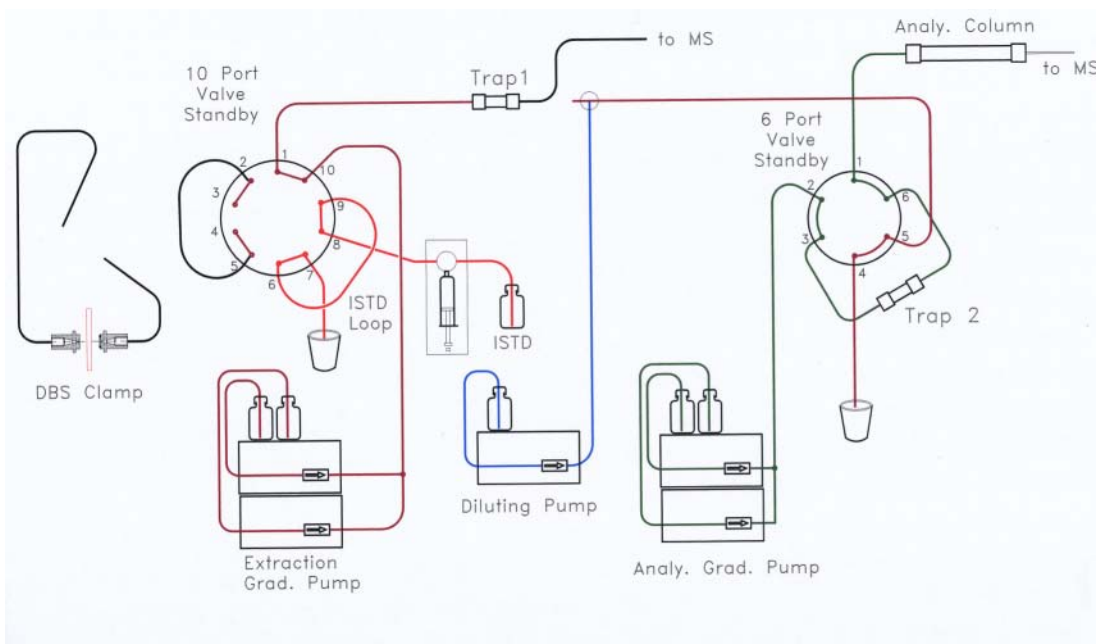 to MS
Analy. Column
to MS
10 Port
Valve
Standby
Trap1
6 Port
Valve
Standby
1
2
10
3
9
4
8
5
7
6
1
2
6
3
5
4
ISTD
Loop
ISTD
Trap 2
DBS Clamp
Diluting Pump
Extraction
Grad. Pump
Analy. Grad. Pump